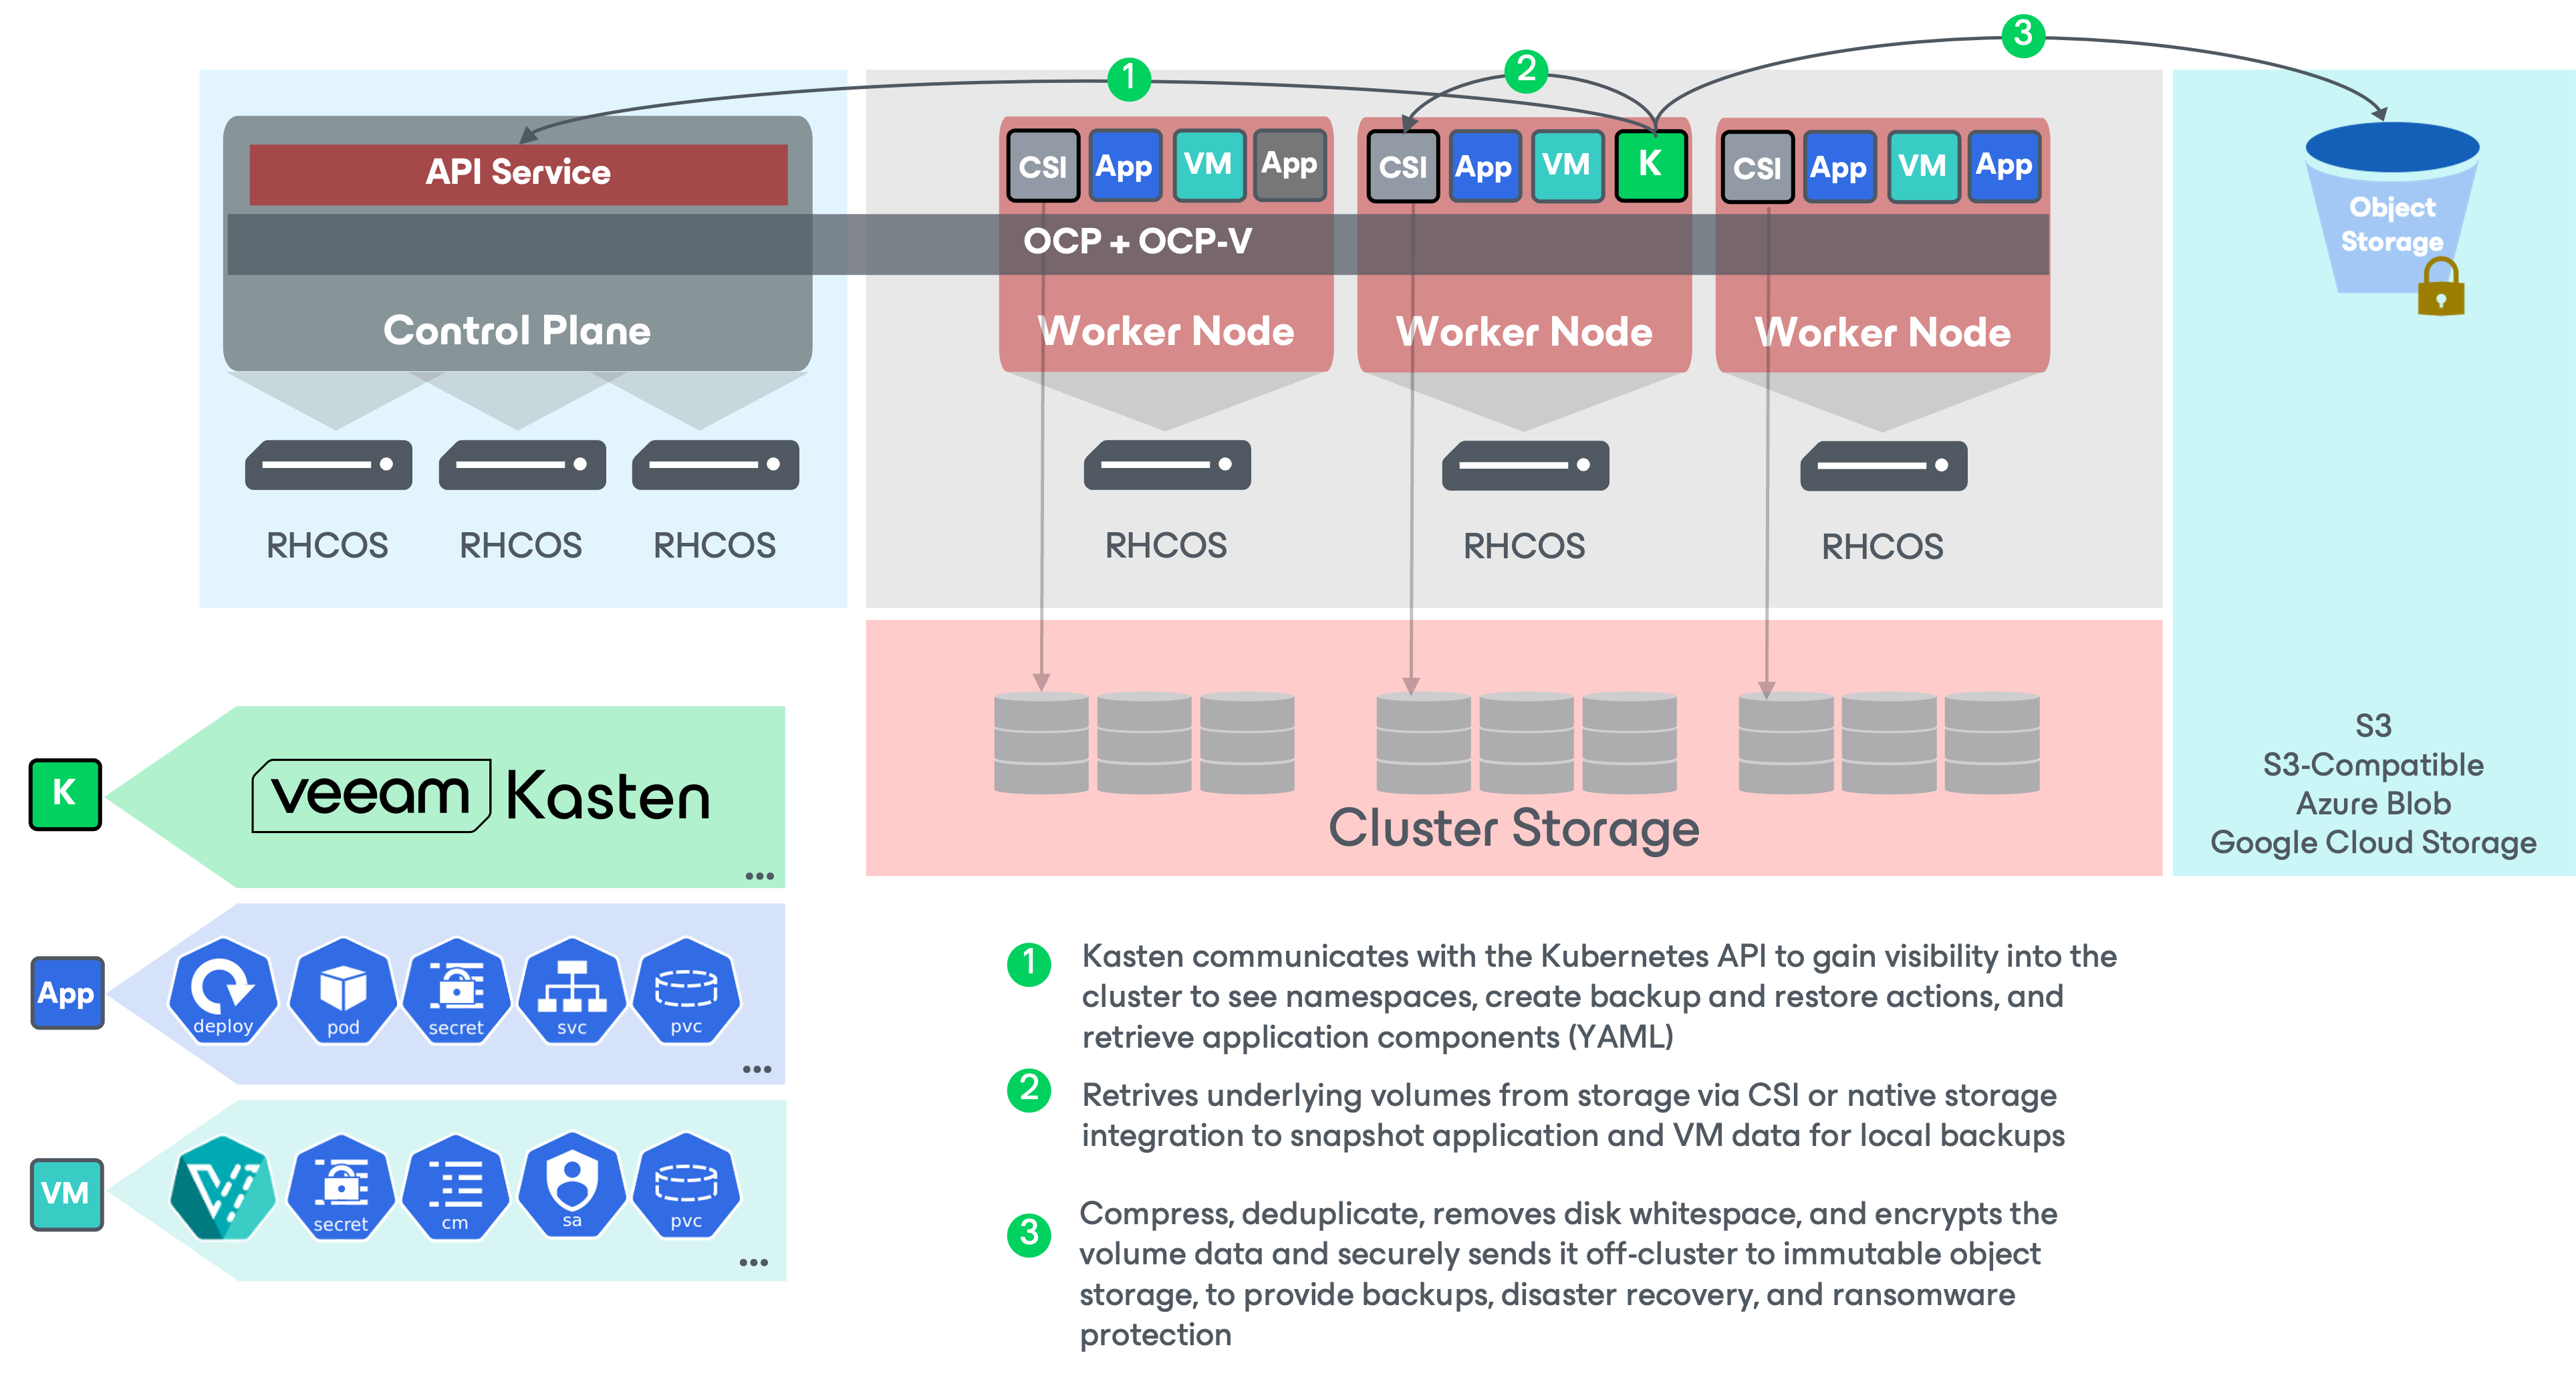 1
2
3
API Service
OCP + OCP-V
Control Plane
CSI
App
VM
App
CSI
App
VM
K
CSI
App
VM
App
Worker Node
Worker Node
Worker Node
Object
Storage
RHCOS
RHCOS
RHCOS
RHCOS
RHCOS
RHCOS
Cluster Storage
S3
S3-Compatible
Azure Blob
Google Cloud Storage
K
veeam Kasten
...
App
deploy
pod
secret
svc
pvc
...
VM
secret
cm
sa
pvc
...
1
Kasten communicates with the Kubernetes API to gain visibility into the
cluster to see namespaces, create backup and restore actions, and
retrieve application components (YAML)
2
Retrives underlying volumes from storage via CSI or native storage
integration to snapshot application and VM data for local backups
3
Compress, deduplicate, removes disk whitespace, and encrypts the
volume data and securely sends it off-cluster to immutable object
storage, to provide backups, disaster recovery, and ransomware
protection